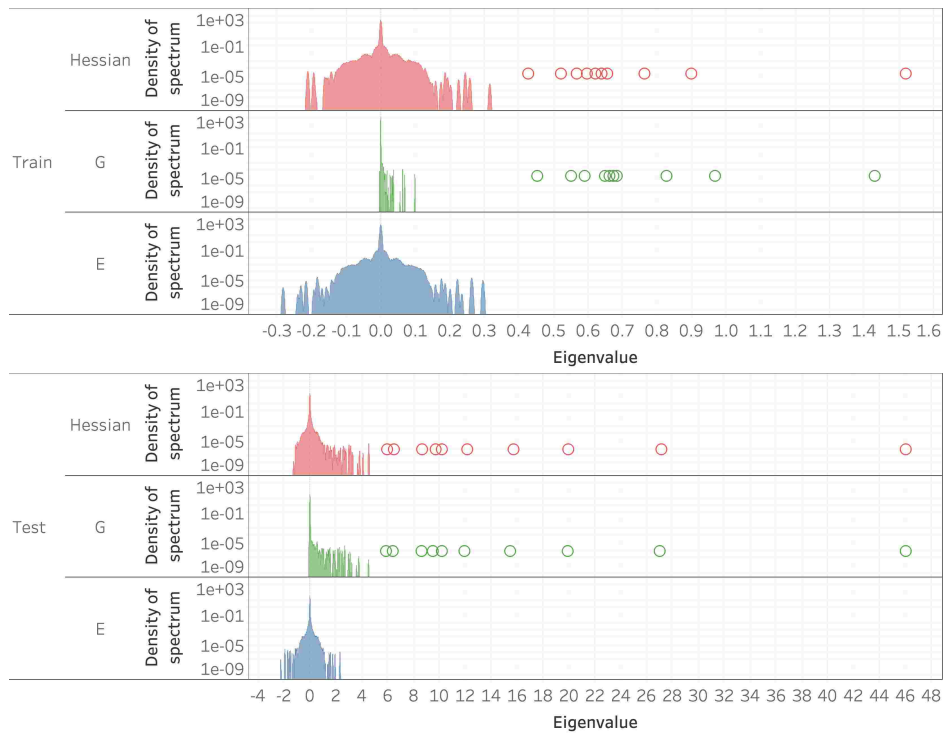 Train
Hessian
Density of
spectrum
1e+03
1e-01
1e-05
1e-09
G
Density of
spectrum
1e+03
1e-01
1e-05
1e-09
E
Density of
spectrum
1e+03
1e-01
1e-05
1e-09
-0.3 -0.2 -0.1 0.0 0.1 0.2 0.3 0.4 0.5 0.6 0.7 0.8 0.9 1.0 1.1 1.2 1.3 1.4 1.5 1.6
Eigenvalue
Test
Hessian
Density of
spectrum
1e+03
1e-01
1e-05
1e-09
G
Density of
spectrum
1e+03
1e-01
1e-05
1e-09
E
Density of
spectrum
1e+03
1e-01
1e-05
1e-09
-4 -2 0 2 4 6 8 10 12 14 16 18 20 22 24 26 28 30 32 34 36 38 40 42 44 46 48
Eigenvalue